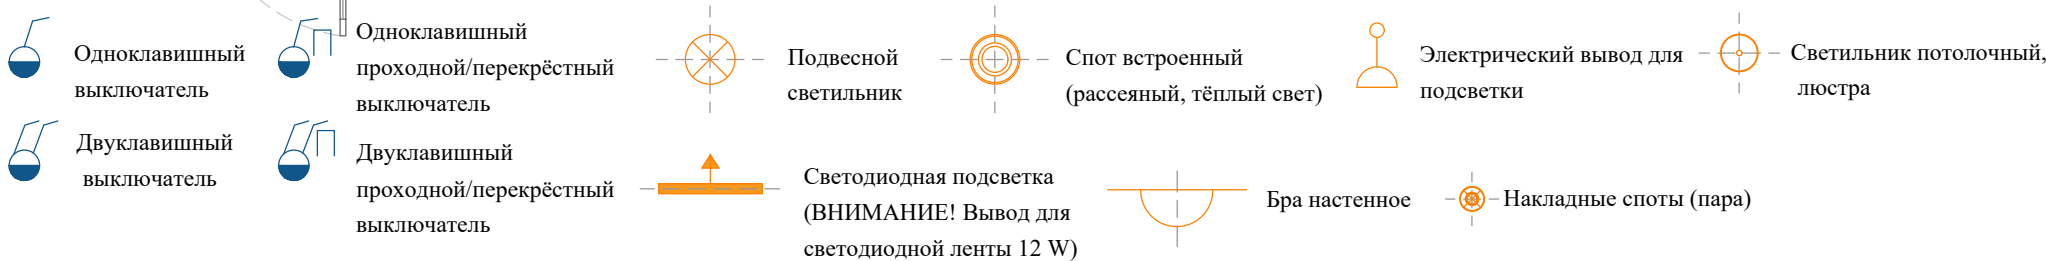 Одноклавишный
выключатель
Одноклавишный
проходной/перекрёстный
выключатель
Подвесной
светильник
Спот встроенный
(рассеяный, тёплый свет)
Электрический вывод для
подсветки
Светильник потолочный,
люстра
Двуклавишный
выключатель
Двуклавишный
проходной/перекрёстный
выключатель
Светодиодная подсветка
(ВНИМАНИЕ! Вывод для
светодиодной ленты 12 W)
Бра настенное
Накладные споты (пара)